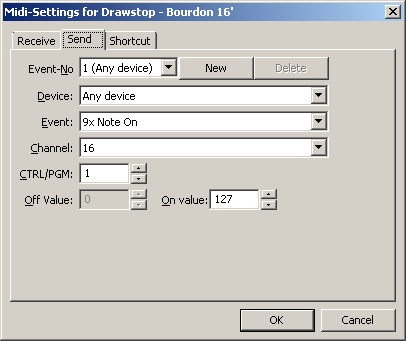 Midi-Settings for Drawstop - Bourdon 16'
Receive Send Shortcut
Event-No 1 (Any device) New Delete
Device: Any device
Event: 9x Note On
Channel: 16
CTRL/PGM: 1
Off Value: 0 On value: 127
OK Cancel